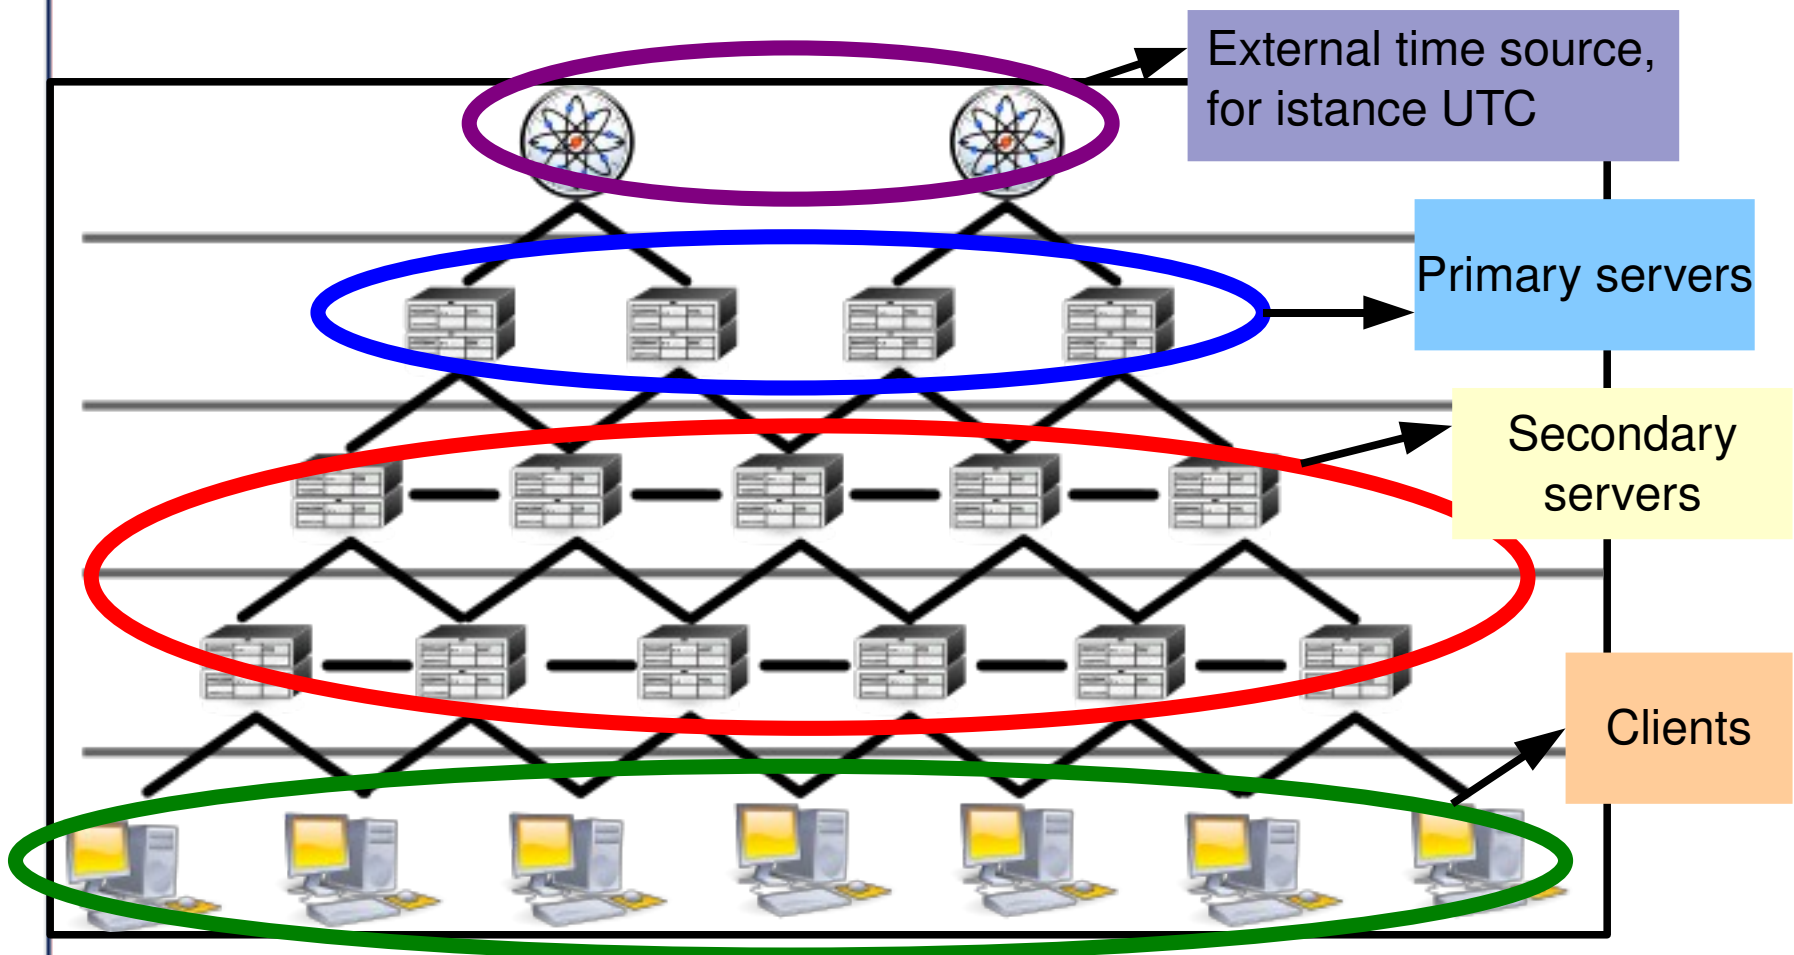 External time source,
for istance UTC
Primary servers
Secondary
servers
Clients